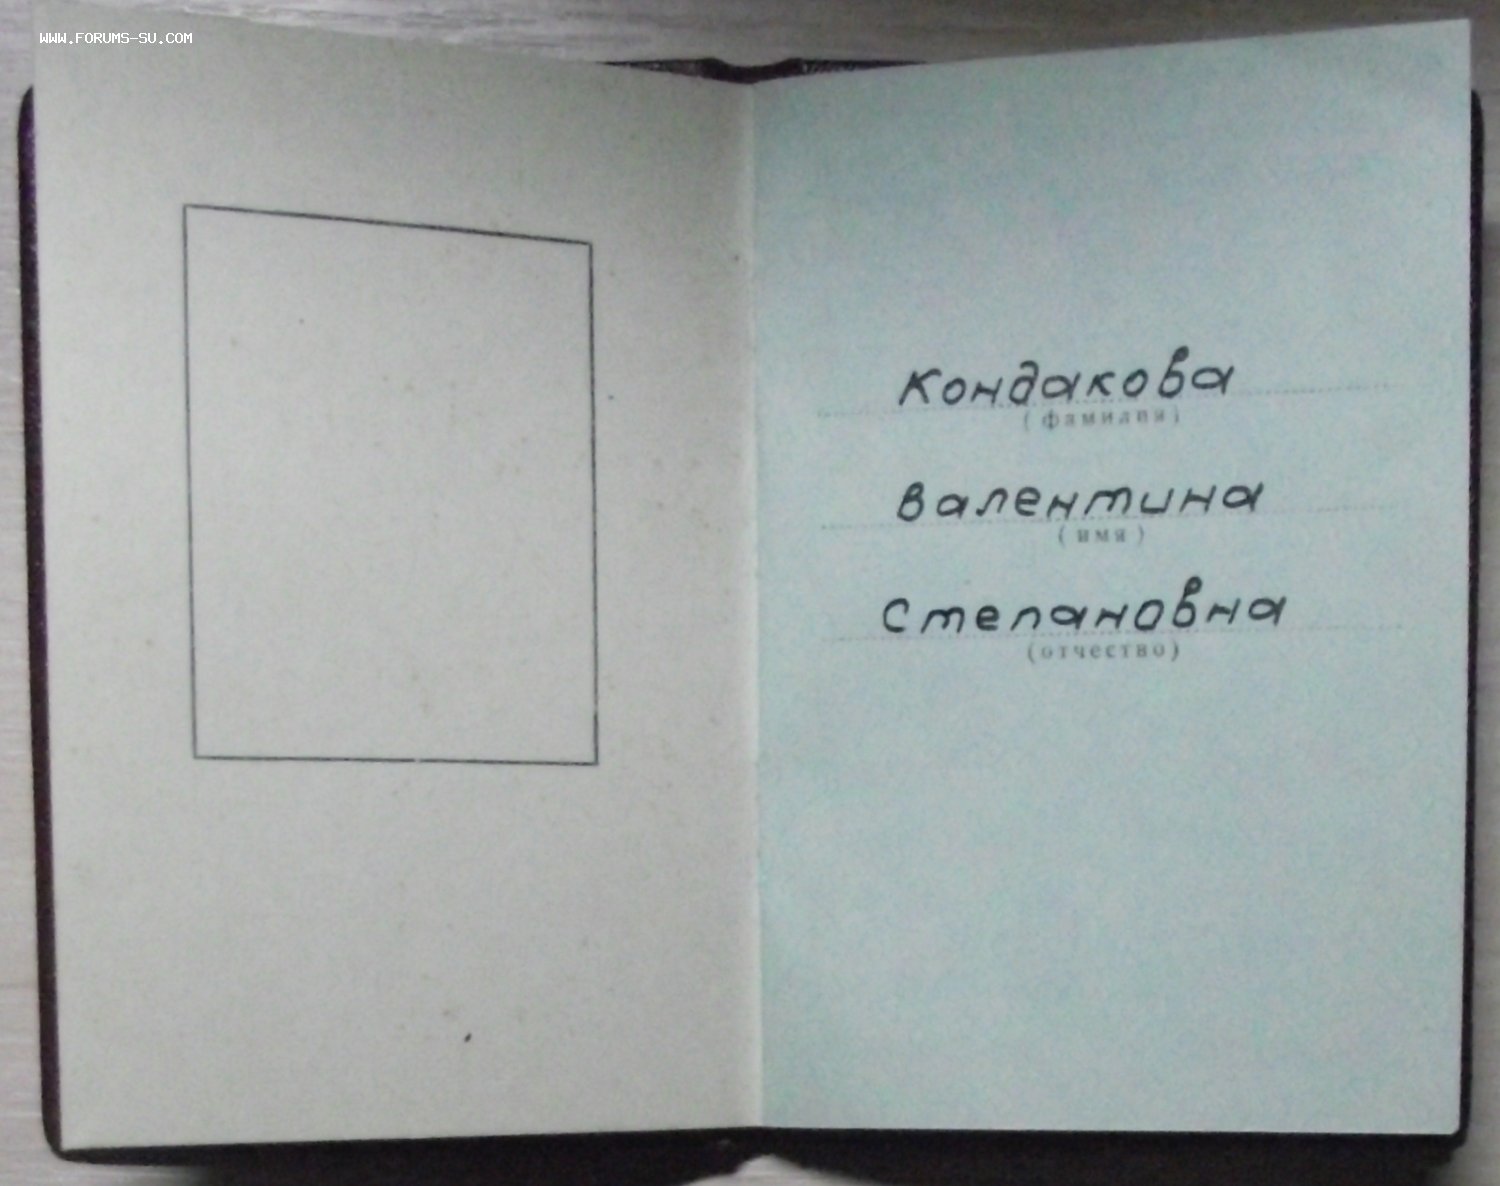 WWW.FORUMS-SU.COM
Кондакова
(фамилия)
Валентина
(имя)
Степановна
(отчество)